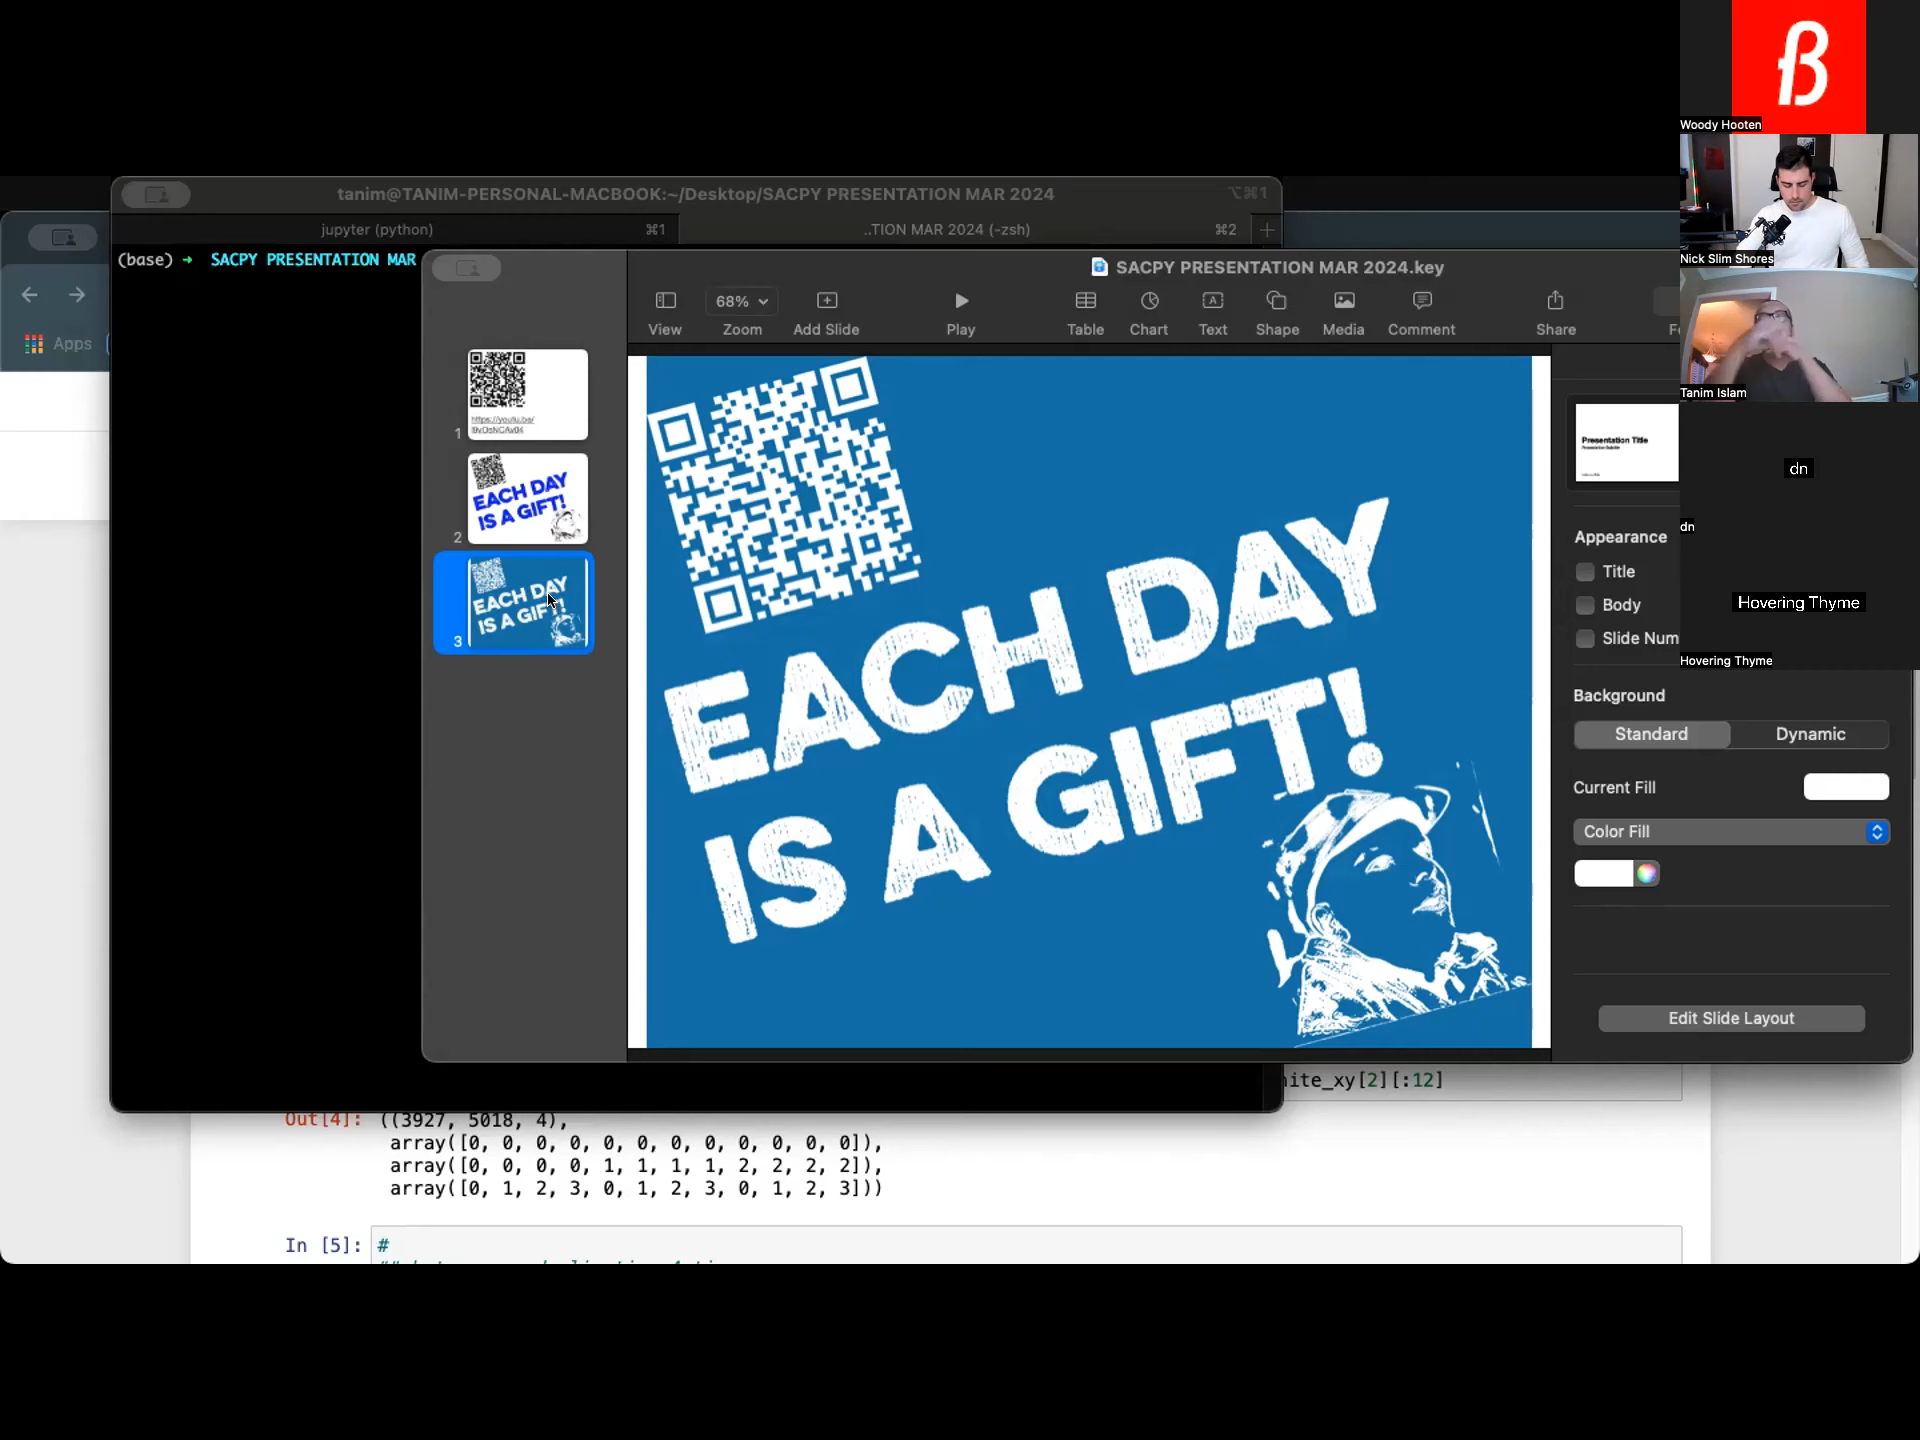 tanim@TANIM-PERSONAL-MACBOOK:~/Desktop/SACPY PRESENTATION MAR 2024
⌥⌘1
jupyter (python)
⌘1
..TION MAR 2024 (-zsh)
⌘2
(base) ➜ SACPY PRESENTATION MAR
SACPY PRESENTATION MAR 2024.key
68%
View
Zoom
Add Slide
Play
Table
Chart
Text
Shape
Media
Comment
Share
Apps
https://youtu.be/
1
EACH DAY
IS A GIFT!
2
EACH DAY
IS A GIFT!
3
EACH DAY
IS A GIFT!
Presentation Title
Appearance
Title
Body
Slide Num
Background
Standard
Dynamic
Current Fill
Color Fill
Edit Slide Layout
ß
Woody Hooten
Nick Slim Shores
Tanim Islam
dn
dn
Hovering Thyme
Hovering Thyme
ite_xy[2][:12]
Out[4]: ((3927, 5018, 4),
array([0, 0, 0, 0, 0, 0, 0, 0, 0, 0, 0, 0]),
array([0, 0, 0, 0, 1, 1, 1, 1, 2, 2, 2, 2]),
array([0, 1, 2, 3, 0, 1, 2, 3, 0, 1, 2, 3]))
In [5]: #